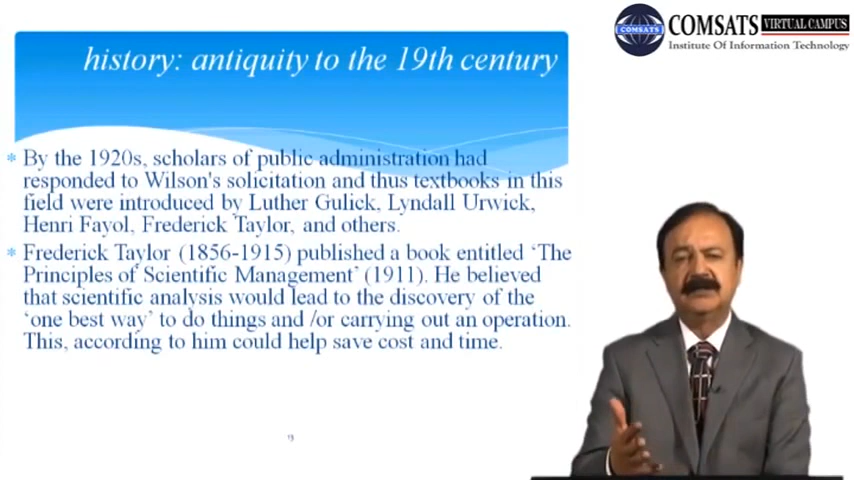 COMSATS VIRTUAL CAMPUS
Institute Of Information Technology
COMSATS
history: antiquity to the 19th century
* By the 1920s, scholars of public administration had
responded to Wilson's solicitation and thus textbooks in this
field were introduced by Luther Gulick, Lyndall Urwick,
Henri Fayol, Frederick Taylor, and others.
* Frederick Taylor (1856-1915) published a book entitled ‘The
Principles of Scientific Management’ (1911). He believed
that scientific analysis would lead to the discovery of the
‘one best way’ to do things and /or carrying out an operation.
This, according to him could help save cost and time.